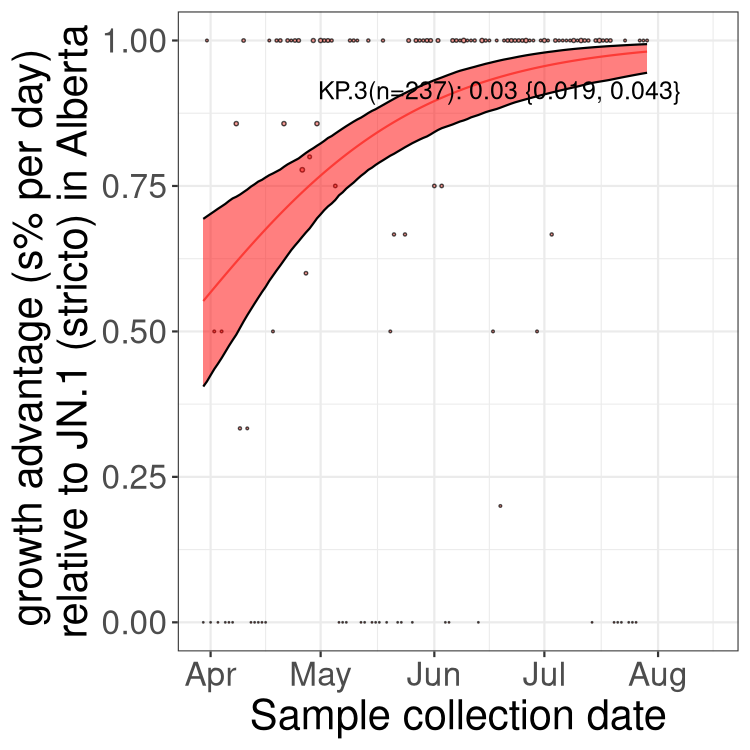 growth advantage (s% per day)
relative to JN.1 (stricto) in Alberta
1.00
0.75
0.50
0.25
0.00
KP.3(n=237): 0.03 {0.019, 0.043}
Apr May Jun Jul Aug
Sample collection date